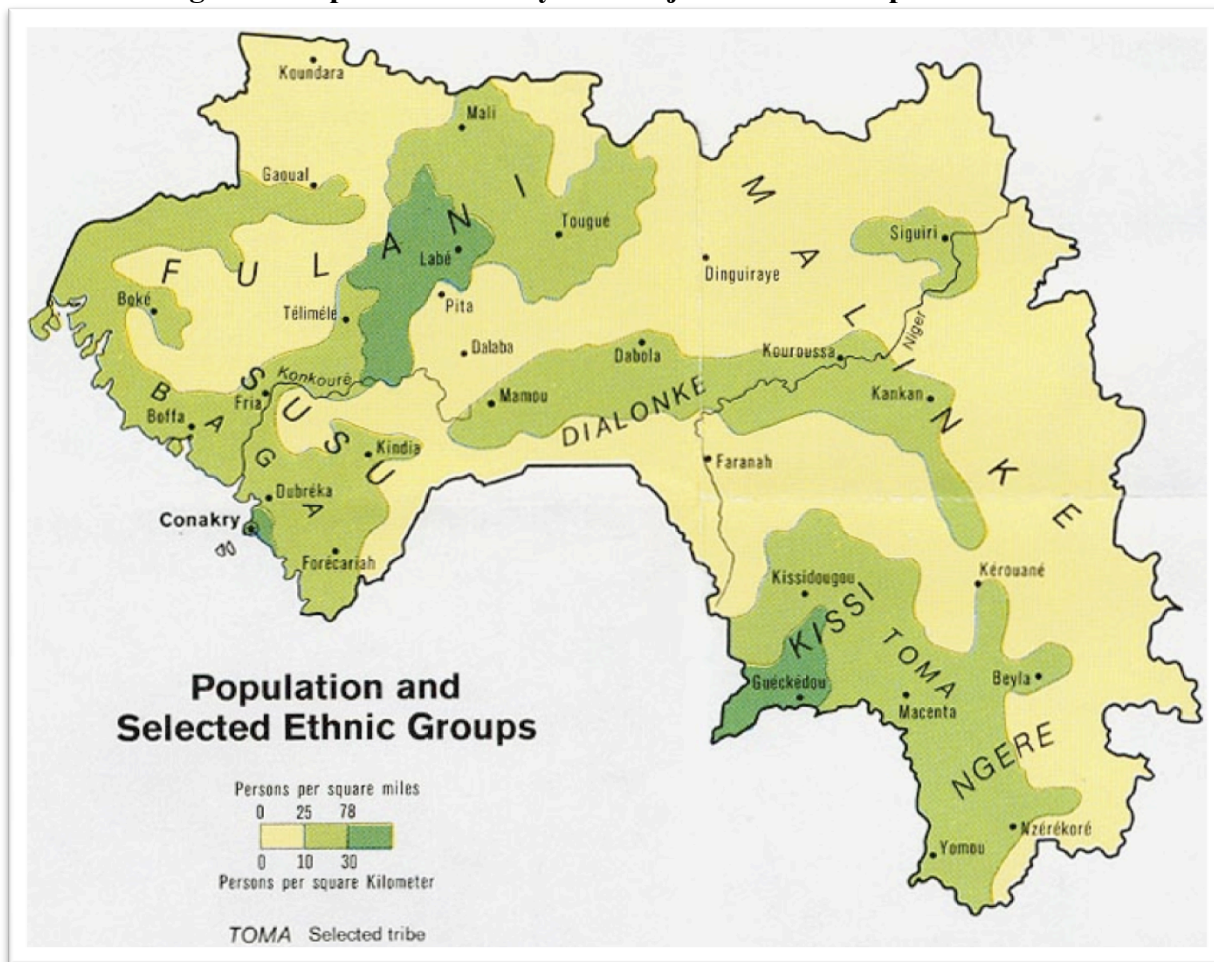 Koundara
Mali
Gaoual
Tougué
Siguiri
Labé
Dinguiraye
FULANI
MALINKE
Boké
Télimélé
Pita
Niger
Dalaba
Dabola
Kouroussa
Konkouré
SUSU
Fria
Mamou
Kankan
BAGA
Boffa
DIALONKE
Kindia
Faranah
Dubréka
Conakry
Forécariah
Kissidougou
Kérouané
KISSI
TOMA
Guéckédou
Beyla
Macenta
NGERE
Nzérékoré
Yomou
Population and
Selected Ethnic Groups
Persons per square miles
0 25 78
0 10 30
Persons per square Kilometer
TOMA Selected tribe